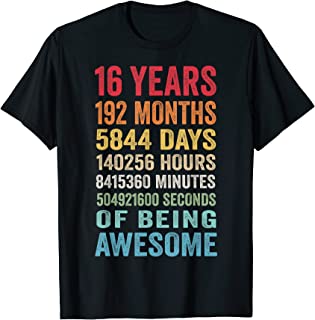 16 YEARS
192 MONTHS
5844 DAYS
140256 HOURS
8415360 MINUTES
504921600 SECONDS
OF BEING
AWESOME